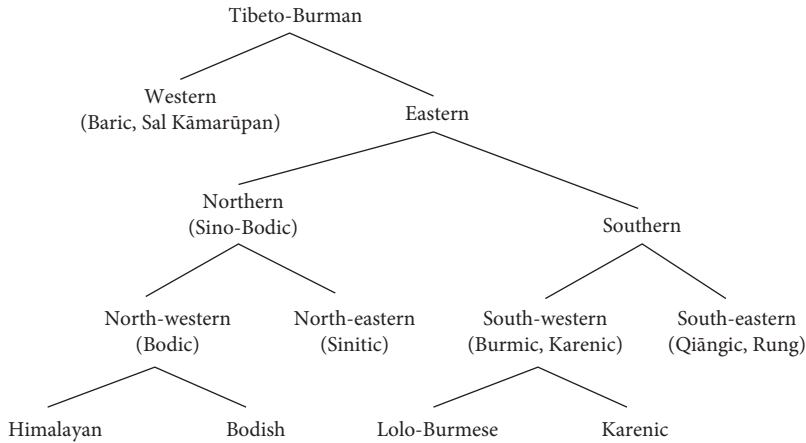 Tibeto-Burman
Western
(Baric, Sal Kāmarūpan)
Eastern
Northern
(Sino-Bodic)
Southern
North-western
(Bodic)
North-eastern
(Sinitic)
South-western
(Burmic, Karenic)
South-eastern
(Qiāngic, Rung)
Himalayan
Bodish
Lolo-Burmese
Karenic